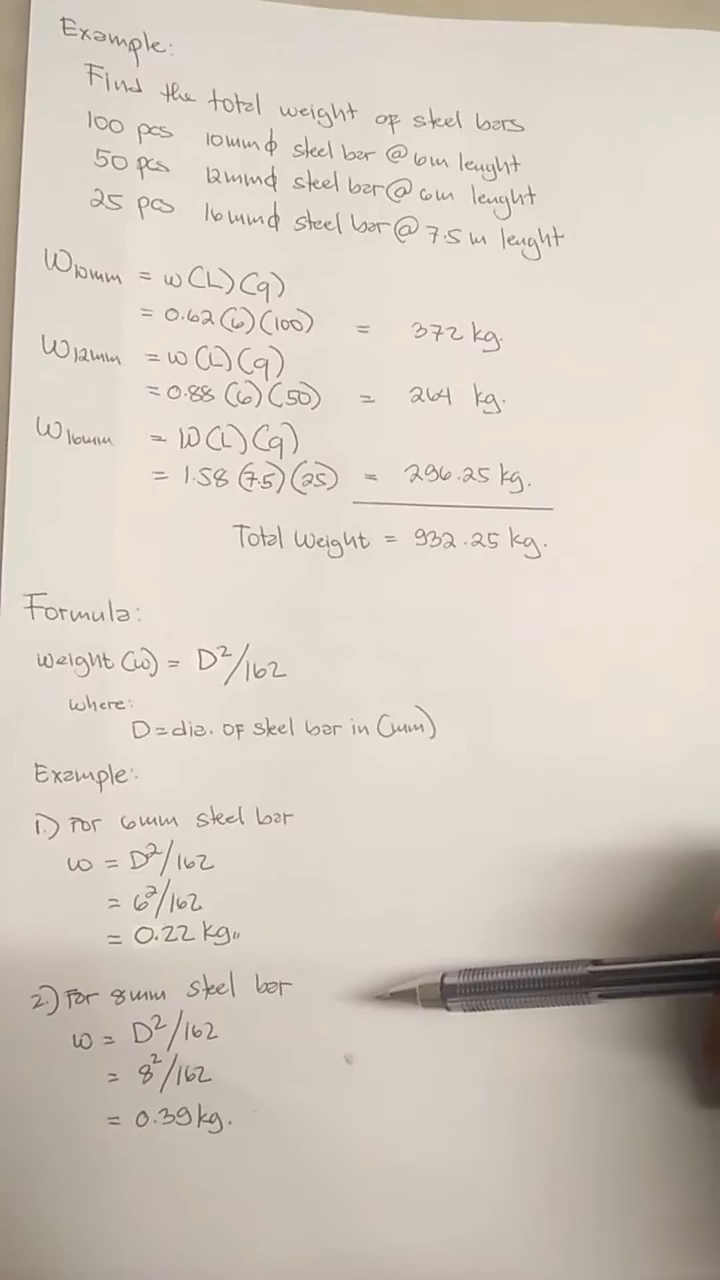 Example:
Find the total weight of steel bars
100 pcs 10mmϕ steel bar @ 6m lenght
50 pcs 12mmϕ steel bar @ 6m lenght
25 pcs 16mmϕ steel bar @ 7.5m lenght
W10mm = w(L)(q)
= 0.62(6)(100) = 372 kg.
W12mm = w(L)(q)
= 0.88(6)(50) = 264 kg.
W16mm = w(L)(q)
= 1.58(7.5)(25) = 296.25 kg.
Total Weight = 932.25 kg.
Formula:
weight (w) = D²/162
where:
D = dia. of steel bar in (mm)
Example:
1.) For 6mm steel bar
w = D²/162
= 6²/162
= 0.22 kg,,
2.) For 8mm steel bar
w = D²/162
= 8²/162
= 0.39 kg.